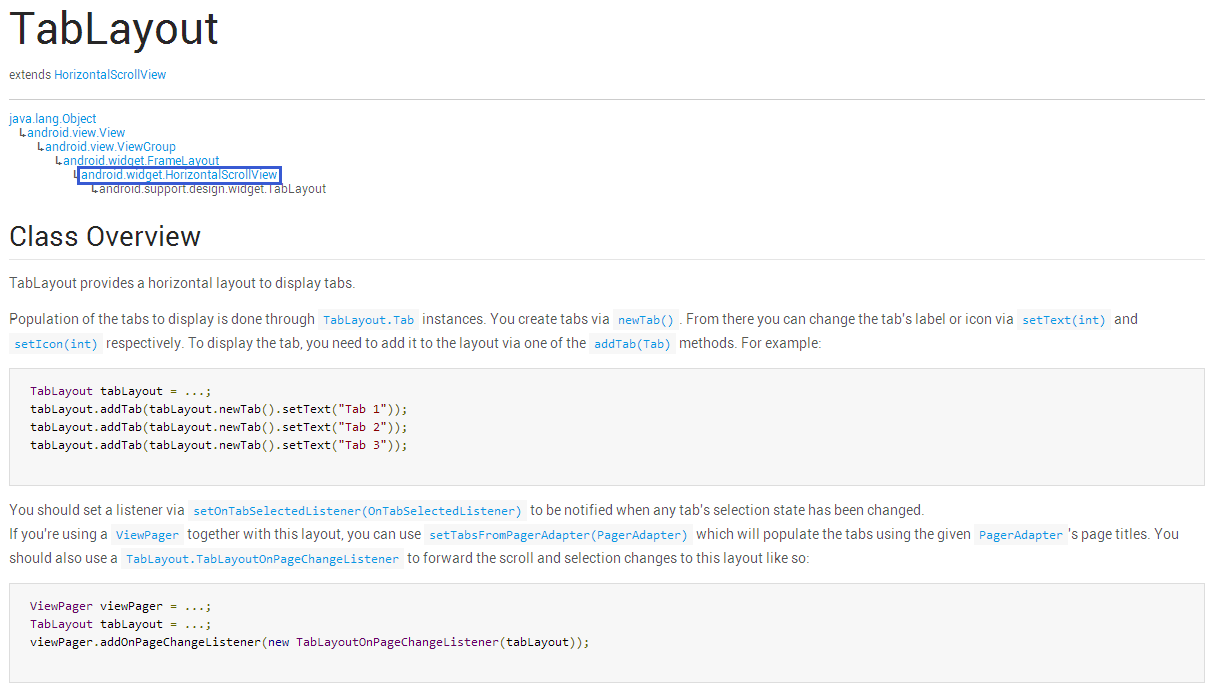 TabLayout
extends HorizontalScrollView
java.lang.Object
↳android.view.View
↳android.view.ViewGroup
↳android.widget.FrameLayout
↳android.widget.HorizontalScrollView
↳android.support.design.widget.TabLayout
Class Overview
TabLayout provides a horizontal layout to display tabs.
Population of the tabs to display is done through TabLayout.Tab instances. You create tabs via newTab(). From there you can change the tab's label or icon via setText(int) and
setIcon(int) respectively. To display the tab, you need to add it to the layout via one of the addTab(Tab) methods. For example:
TabLayout tabLayout = ...;
tabLayout.addTab(tabLayout.newTab().setText("Tab 1"));
tabLayout.addTab(tabLayout.newTab().setText("Tab 2"));
tabLayout.addTab(tabLayout.newTab().setText("Tab 3"));
You should set a listener via setOnTabSelectedListener(OnTabSelectedListener) to be notified when any tab's selection state has been changed.
If you're using a ViewPager together with this layout, you can use setTabsFromPagerAdapter(PagerAdapter) which will populate the tabs using the given PagerAdapter's page titles. You
should also use a TabLayout.TabLayoutOnPageChangeListener to forward the scroll and selection changes to this layout like so:
ViewPager viewPager = ...;
TabLayout tabLayout = ...;
viewPager.addOnPageChangeListener(new TabLayoutOnPageChangeListener(tabLayout));